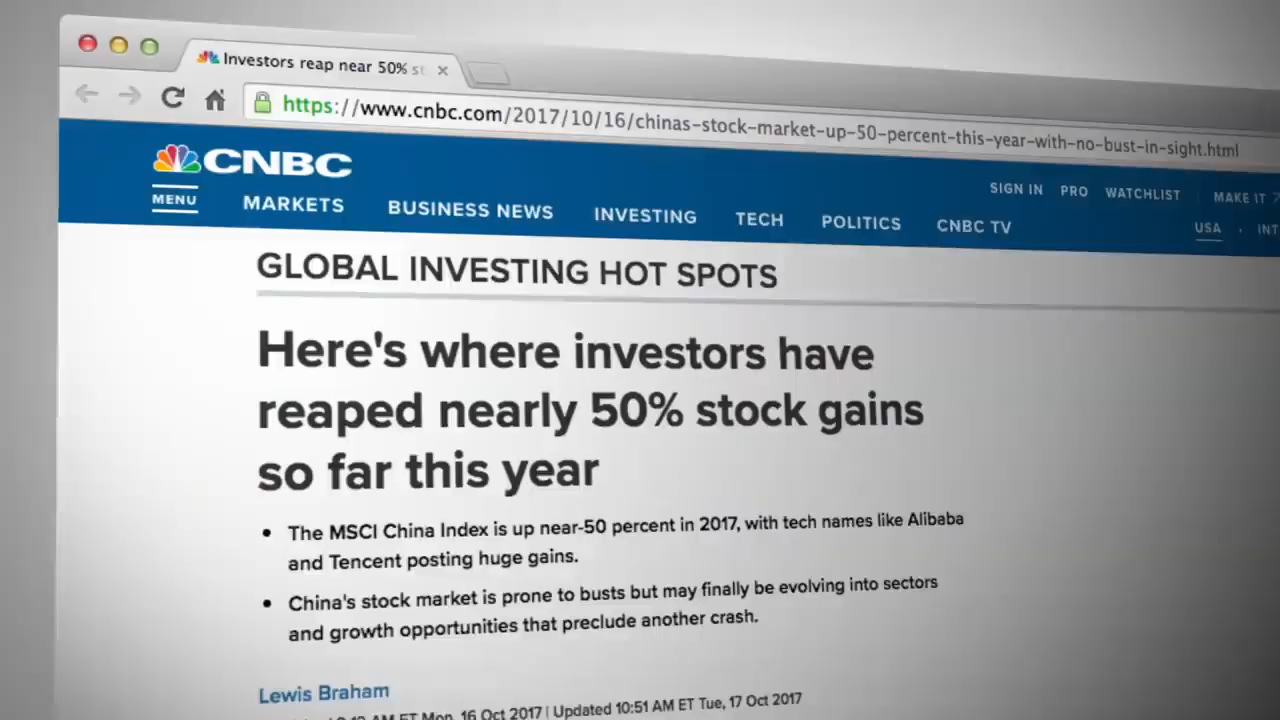 Investors reap near 50% st
https://www.cnbc.com/2017/10/16/chinas-stock-market-up-50-percent-this-year-with-no-bust-in-sight.html
CNBC
SIGN IN PRO WATCHLIST MAKE IT
MENU MARKETS BUSINESS NEWS INVESTING TECH POLITICS CNBC TV
USA · INT
GLOBAL INVESTING HOT SPOTS
Here's where investors have
reaped nearly 50% stock gains
so far this year
• The MSCI China Index is up near-50 percent in 2017, with tech names like Alibaba
and Tencent posting huge gains.
• China's stock market is prone to busts but may finally be evolving into sectors
and growth opportunities that preclude another crash.
Lewis Braham
AM ET Mon, 16 Oct 2017 | Updated 10:51 AM ET Tue, 17 Oct 2017